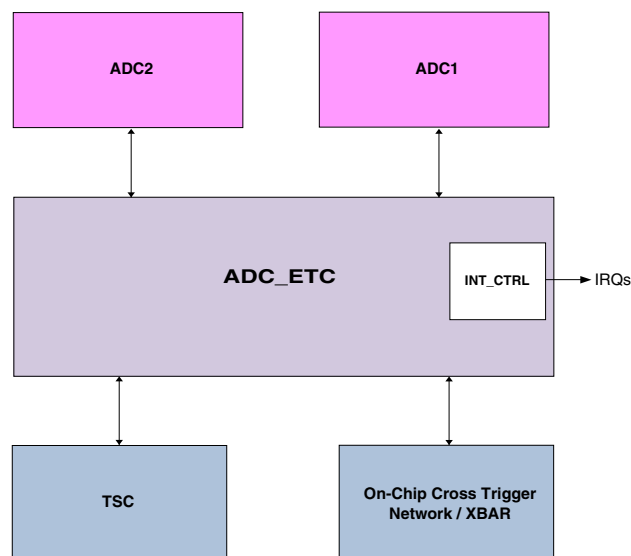 ADC2
ADC1
ADC_ETC
INT_CTRL
IRQs
TSC
On-Chip Cross Trigger
Network / XBAR